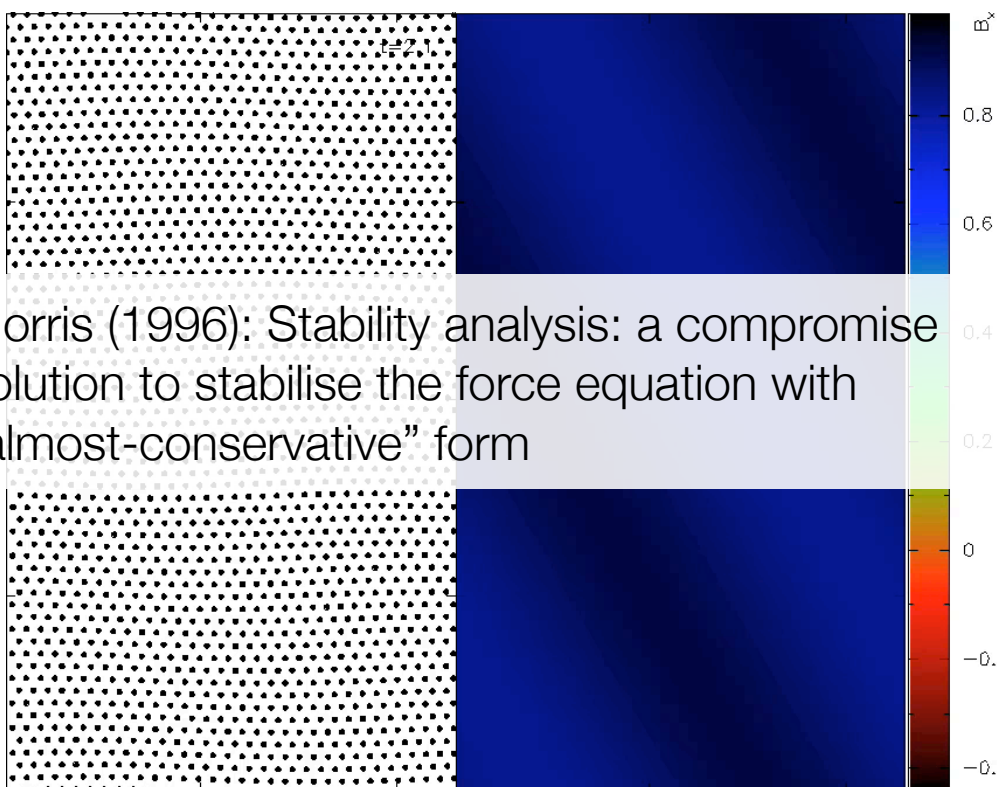 t=2.1
Bx
0.8
0.6
orris (1996): Stability analysis: a compromise
olution to stabilise the force equation with
almost-conservative” form
0.4
0.2
0
−0.
−0.